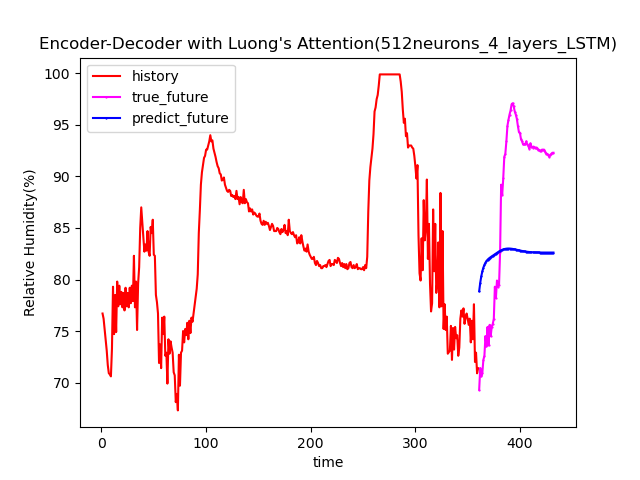 Encoder-Decoder with Luong's Attention(512neurons_4_layers_LSTM)
history
true_future
predict_future
Relative Humidity(%)
100
95
90
85
80
75
70
0
100
200
300
400
time